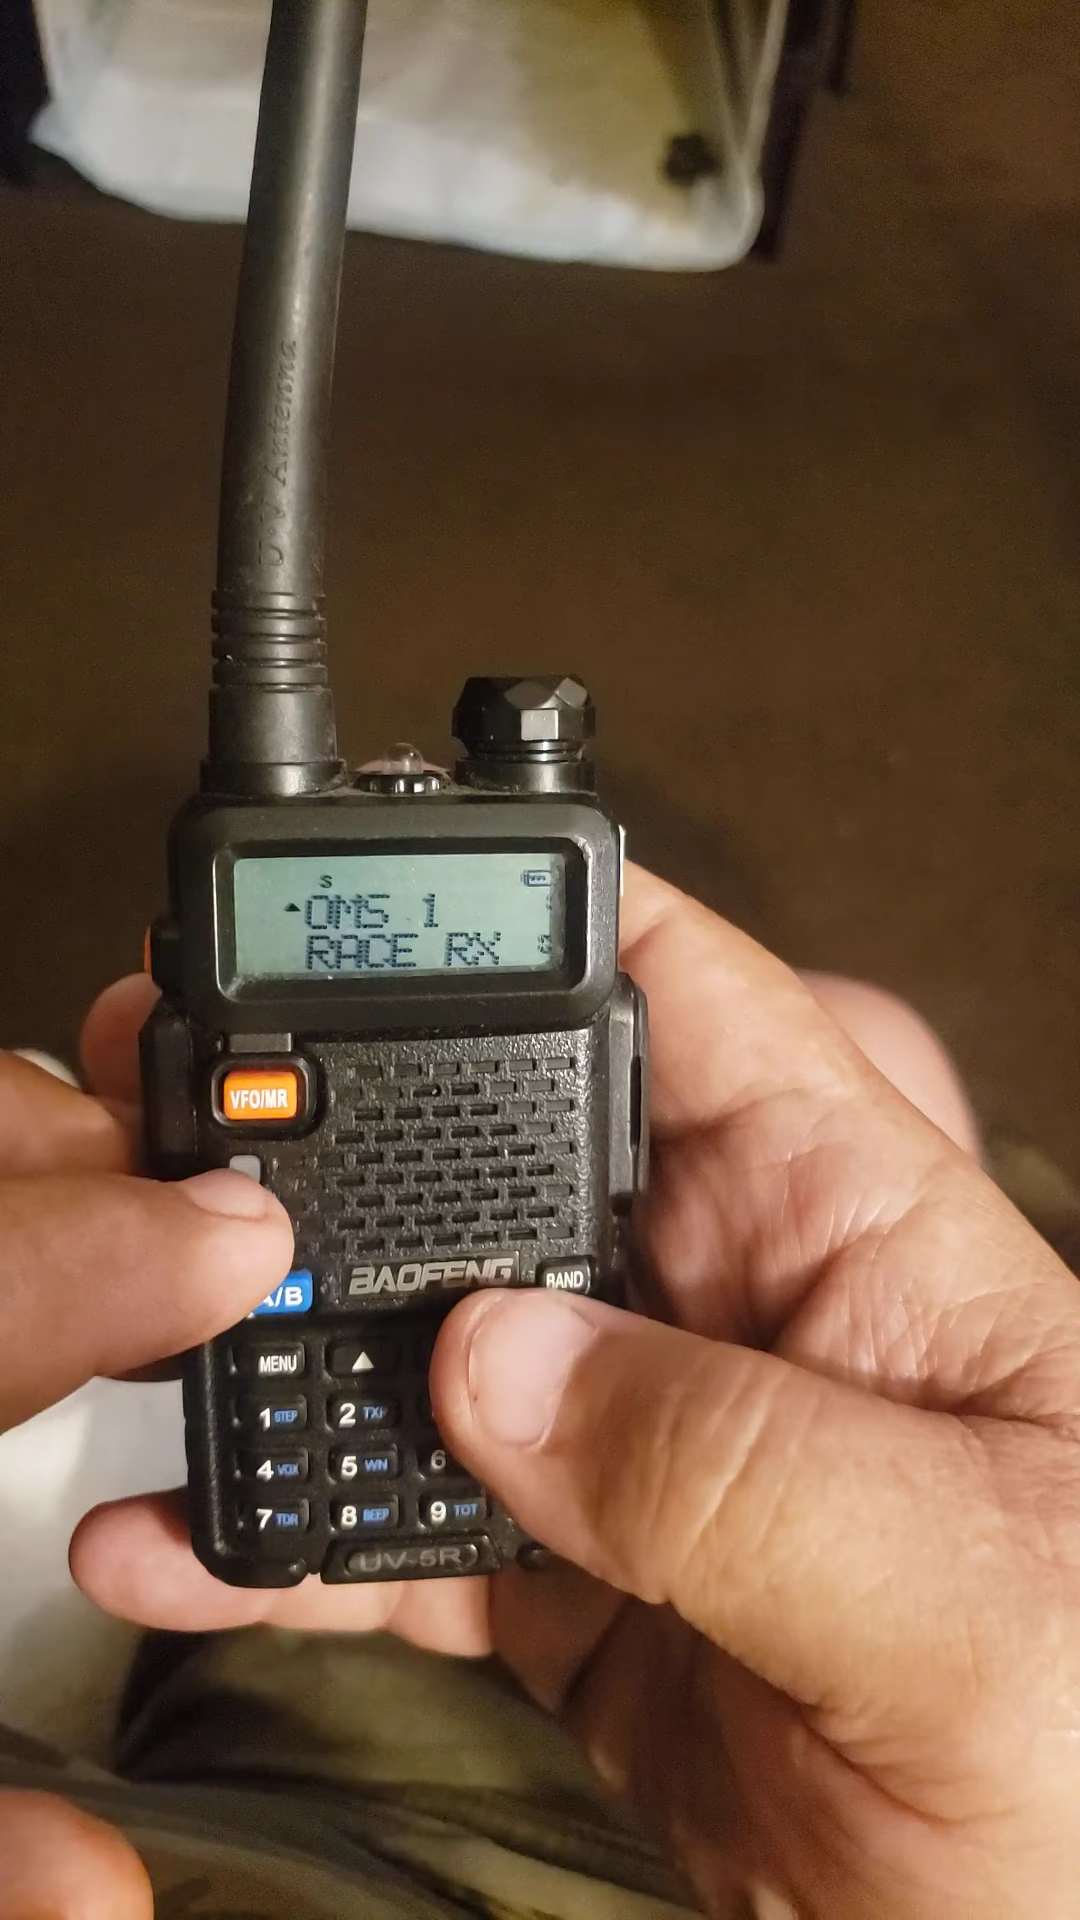 U·V Antenna
S
OMS 1
RACE RX
VFO/MR
A/B
BAOFENG
BAND
MENU
1 STEP
2 TXP
4 VOX
5 WN
6
7 TDR
8 BEEP
9 TOT
UV-5R